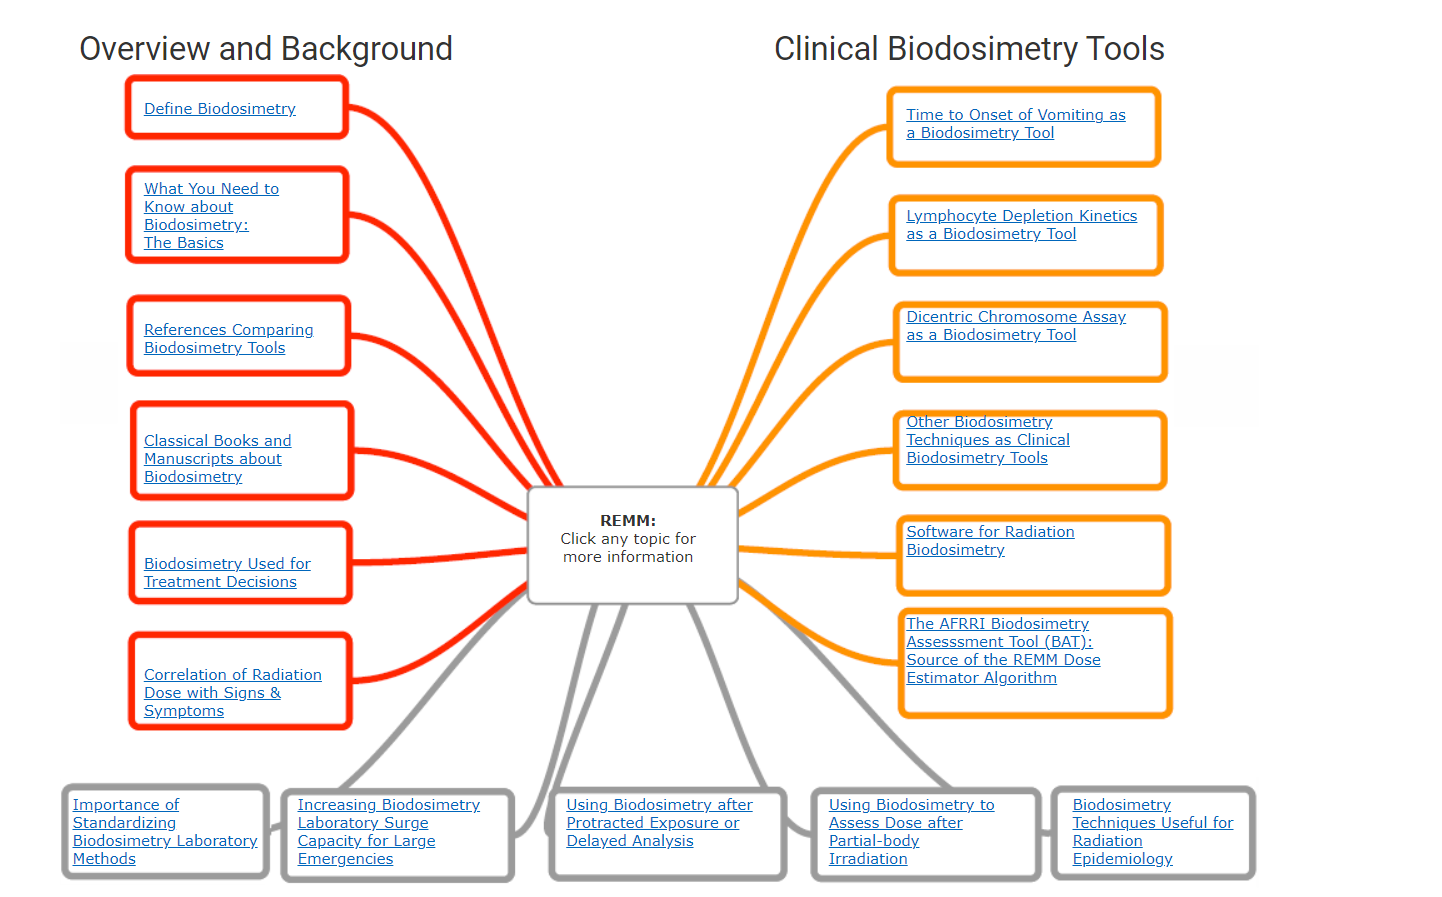 Overview and Background
Clinical Biodosimetry Tools
Define Biodosimetry
What You Need to
Know about
Biodosimetry:
The Basics
References Comparing
Biodosimetry Tools
Classical Books and
Manuscripts about
Biodosimetry
Biodosimetry Used for
Treatment Decisions
Correlation of Radiation
Dose with Signs &
Symptoms
Time to Onset of Vomiting as
a Biodosimetry Tool
Lymphocyte Depletion Kinetics
as a Biodosimetry Tool
Dicentric Chromosome Assay
as a Biodosimetry Tool
Other Biodosimetry
Techniques as Clinical
Biodosimetry Tools
Software for Radiation
Biodosimetry
The AFRRI Biodosimetry
Assesssment Tool (BAT):
Source of the REMM Dose
Estimator Algorithm
REMM:
Click any topic for
more information
Importance of
Standardizing
Biodosimetry Laboratory
Methods
Increasing Biodosimetry
Laboratory Surge
Capacity for Large
Emergencies
Using Biodosimetry after
Protracted Exposure or
Delayed Analysis
Using Biodosimetry to
Assess Dose after
Partial-body
Irradiation
Biodosimetry
Techniques Useful for
Radiation
Epidemiology